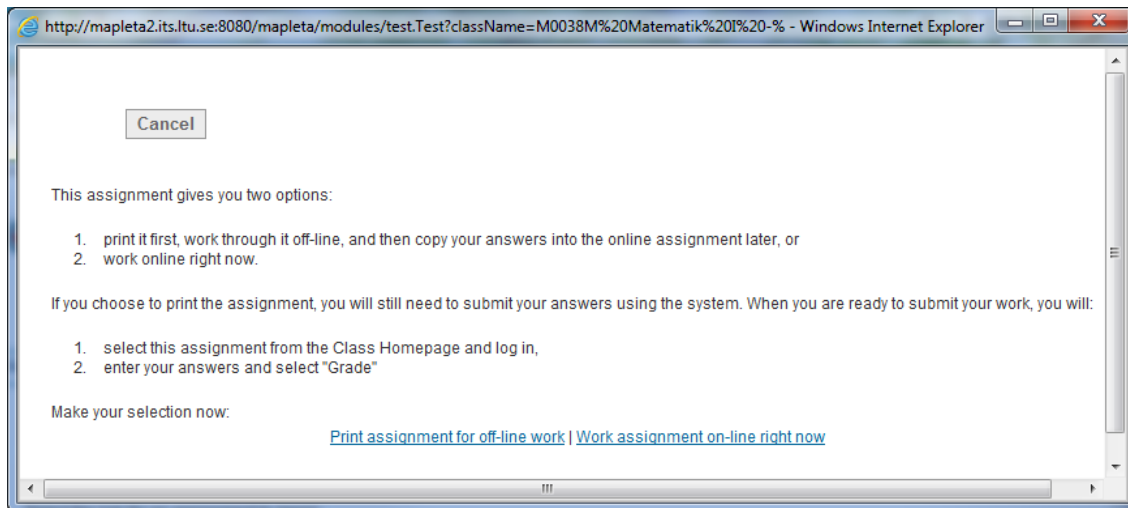 http://mapleta2.its.ltu.se:8080/mapleta/modules/test.Test?className=M0038M%20Matematik%20I%20-% - Windows Internet Explorer
Cancel
This assignment gives you two options:
1. print it first, work through it off-line, and then copy your answers into the online assignment later, or
2. work online right now.
If you choose to print the assignment, you will still need to submit your answers using the system. When you are ready to submit your work, you will:
1. select this assignment from the Class Homepage and log in,
2. enter your answers and select "Grade"
Make your selection now:
Print assignment for off-line work | Work assignment on-line right now